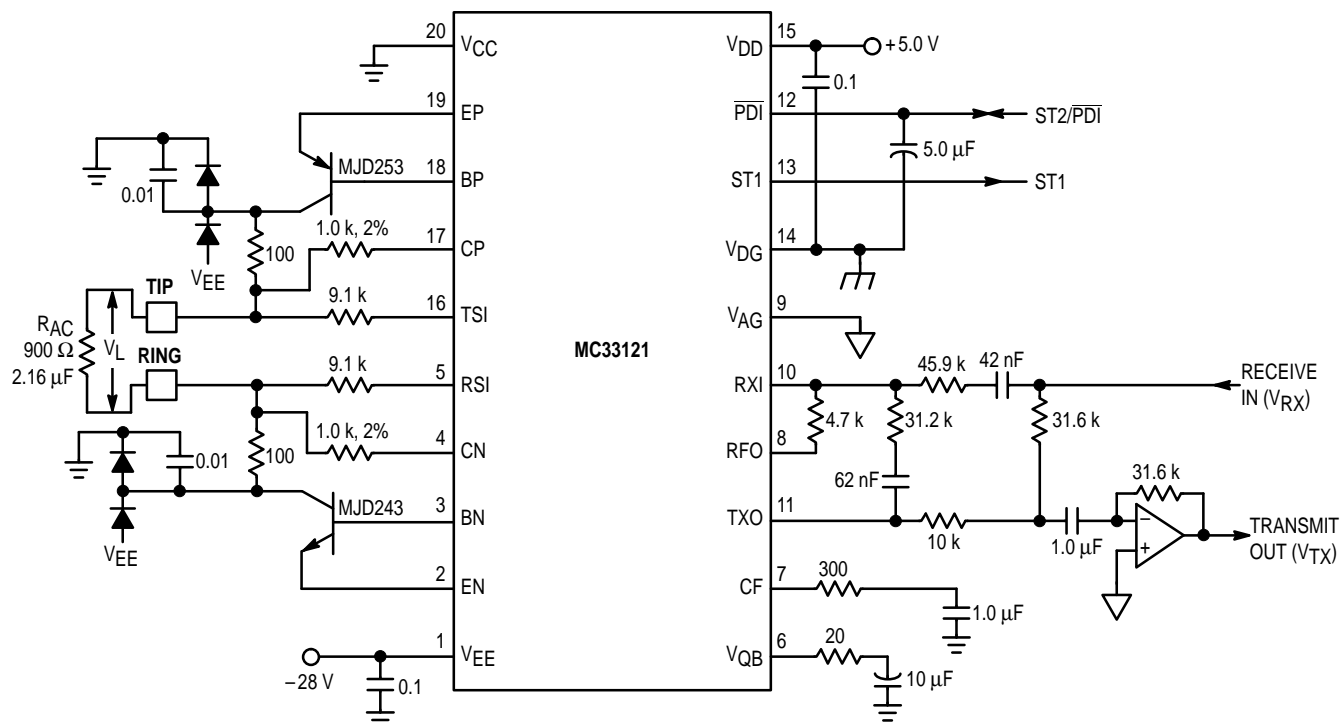 20
VCC
19
EP
MJD253
18
BP
0.01
1.0 k, 2%
17
CP
100
VEE
TIP
9.1 k
16
TSI
RAC
900 Ω
2.16 μF
VL
RING
9.1 k
5
RSI
1.0 k, 2%
4
CN
0.01
100
MJD243
3
BN
VEE
2
EN
1
VEE
–28 V
0.1
MC33121
15
VDD
+5.0 V
0.1
12
PDI
ST2/PDI
5.0 μF
13
ST1
ST1
14
VDG
9
VAG
45.9 k
42 nF
10
RXI
RECEIVE
IN (VRX)
4.7 k
31.2 k
31.6 k
8
RFO
62 nF
31.6 k
11
TXO
10 k
1.0 μF
–
+
TRANSMIT
OUT (VTX)
7
CF
300
1.0 μF
6
VQB
20
10 μF